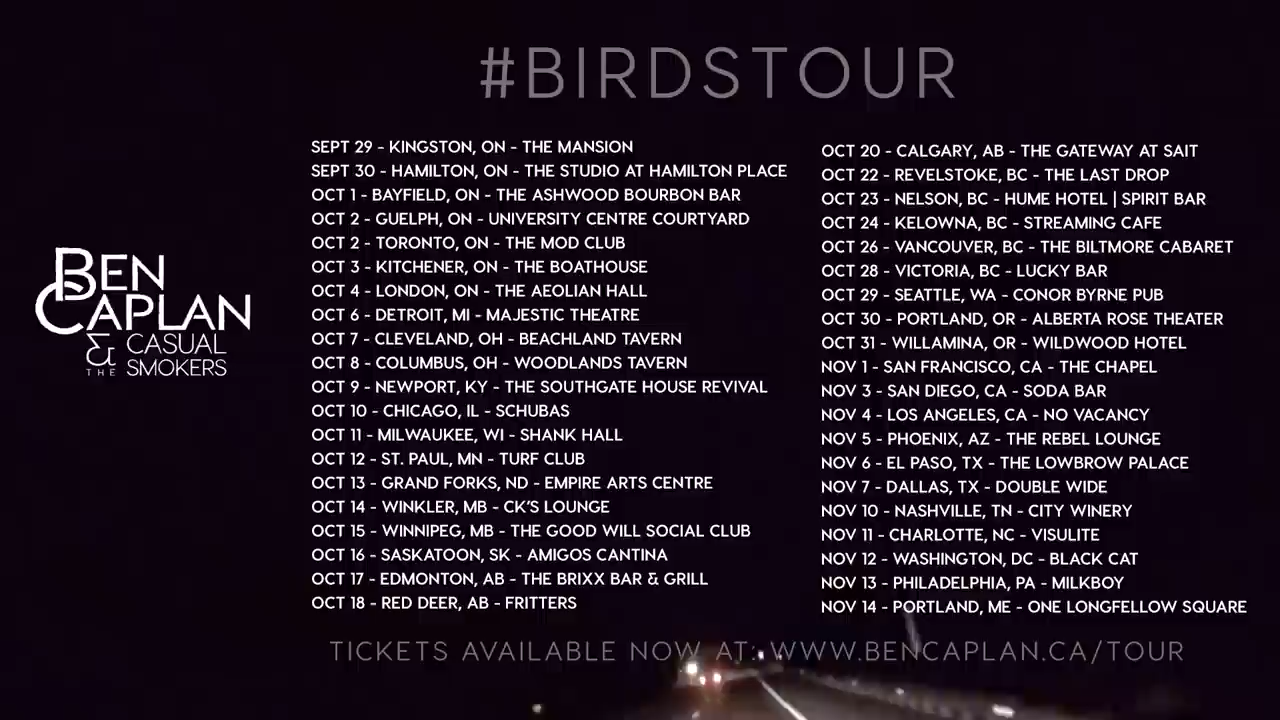 #BIRDSTOUR
BEN
CAPLAN
& CASUAL
THE SMOKERS
SEPT 29 - KINGSTON, ON - THE MANSION
SEPT 30 - HAMILTON, ON - THE STUDIO AT HAMILTON PLACE
OCT 1 - BAYFIELD, ON - THE ASHWOOD BOURBON BAR
OCT 2 - GUELPH, ON - UNIVERSITY CENTRE COURTYARD
OCT 2 - TORONTO, ON - THE MOD CLUB
OCT 3 - KITCHENER, ON - THE BOATHOUSE
OCT 4 - LONDON, ON - THE AEOLIAN HALL
OCT 6 - DETROIT, MI - MAJESTIC THEATRE
OCT 7 - CLEVELAND, OH - BEACHLAND TAVERN
OCT 8 - COLUMBUS, OH - WOODLANDS TAVERN
OCT 9 - NEWPORT, KY - THE SOUTHGATE HOUSE REVIVAL
OCT 10 - CHICAGO, IL - SCHUBAS
OCT 11 - MILWAUKEE, WI - SHANK HALL
OCT 12 - ST. PAUL, MN - TURF CLUB
OCT 13 - GRAND FORKS, ND - EMPIRE ARTS CENTRE
OCT 14 - WINKLER, MB - CK'S LOUNGE
OCT 15 - WINNIPEG, MB - THE GOOD WILL SOCIAL CLUB
OCT 16 - SASKATOON, SK - AMIGOS CANTINA
OCT 17 - EDMONTON, AB - THE BRIXX BAR & GRILL
OCT 18 - RED DEER, AB - FRITTERS
OCT 20 - CALGARY, AB - THE GATEWAY AT SAIT
OCT 22 - REVELSTOKE, BC - THE LAST DROP
OCT 23 - NELSON, BC - HUME HOTEL | SPIRIT BAR
OCT 24 - KELOWNA, BC - STREAMING CAFE
OCT 26 - VANCOUVER, BC - THE BILTMORE CABARET
OCT 28 - VICTORIA, BC - LUCKY BAR
OCT 29 - SEATTLE, WA - CONOR BYRNE PUB
OCT 30 - PORTLAND, OR - ALBERTA ROSE THEATER
OCT 31 - WILLAMINA, OR - WILDWOOD HOTEL
NOV 1 - SAN FRANCISCO, CA - THE CHAPEL
NOV 3 - SAN DIEGO, CA - SODA BAR
NOV 4 - LOS ANGELES, CA - NO VACANCY
NOV 5 - PHOENIX, AZ - THE REBEL LOUNGE
NOV 6 - EL PASO, TX - THE LOWBROW PALACE
NOV 7 - DALLAS, TX - DOUBLE WIDE
NOV 10 - NASHVILLE, TN - CITY WINERY
NOV 11 - CHARLOTTE, NC - VISULITE
NOV 12 - WASHINGTON, DC - BLACK CAT
NOV 13 - PHILADELPHIA, PA - MILKBOY
NOV 14 - PORTLAND, ME - ONE LONGFELLOW SQUARE
TICKETS AVAILABLE NOW AT: WWW.BENCAPLAN.CA/TOUR